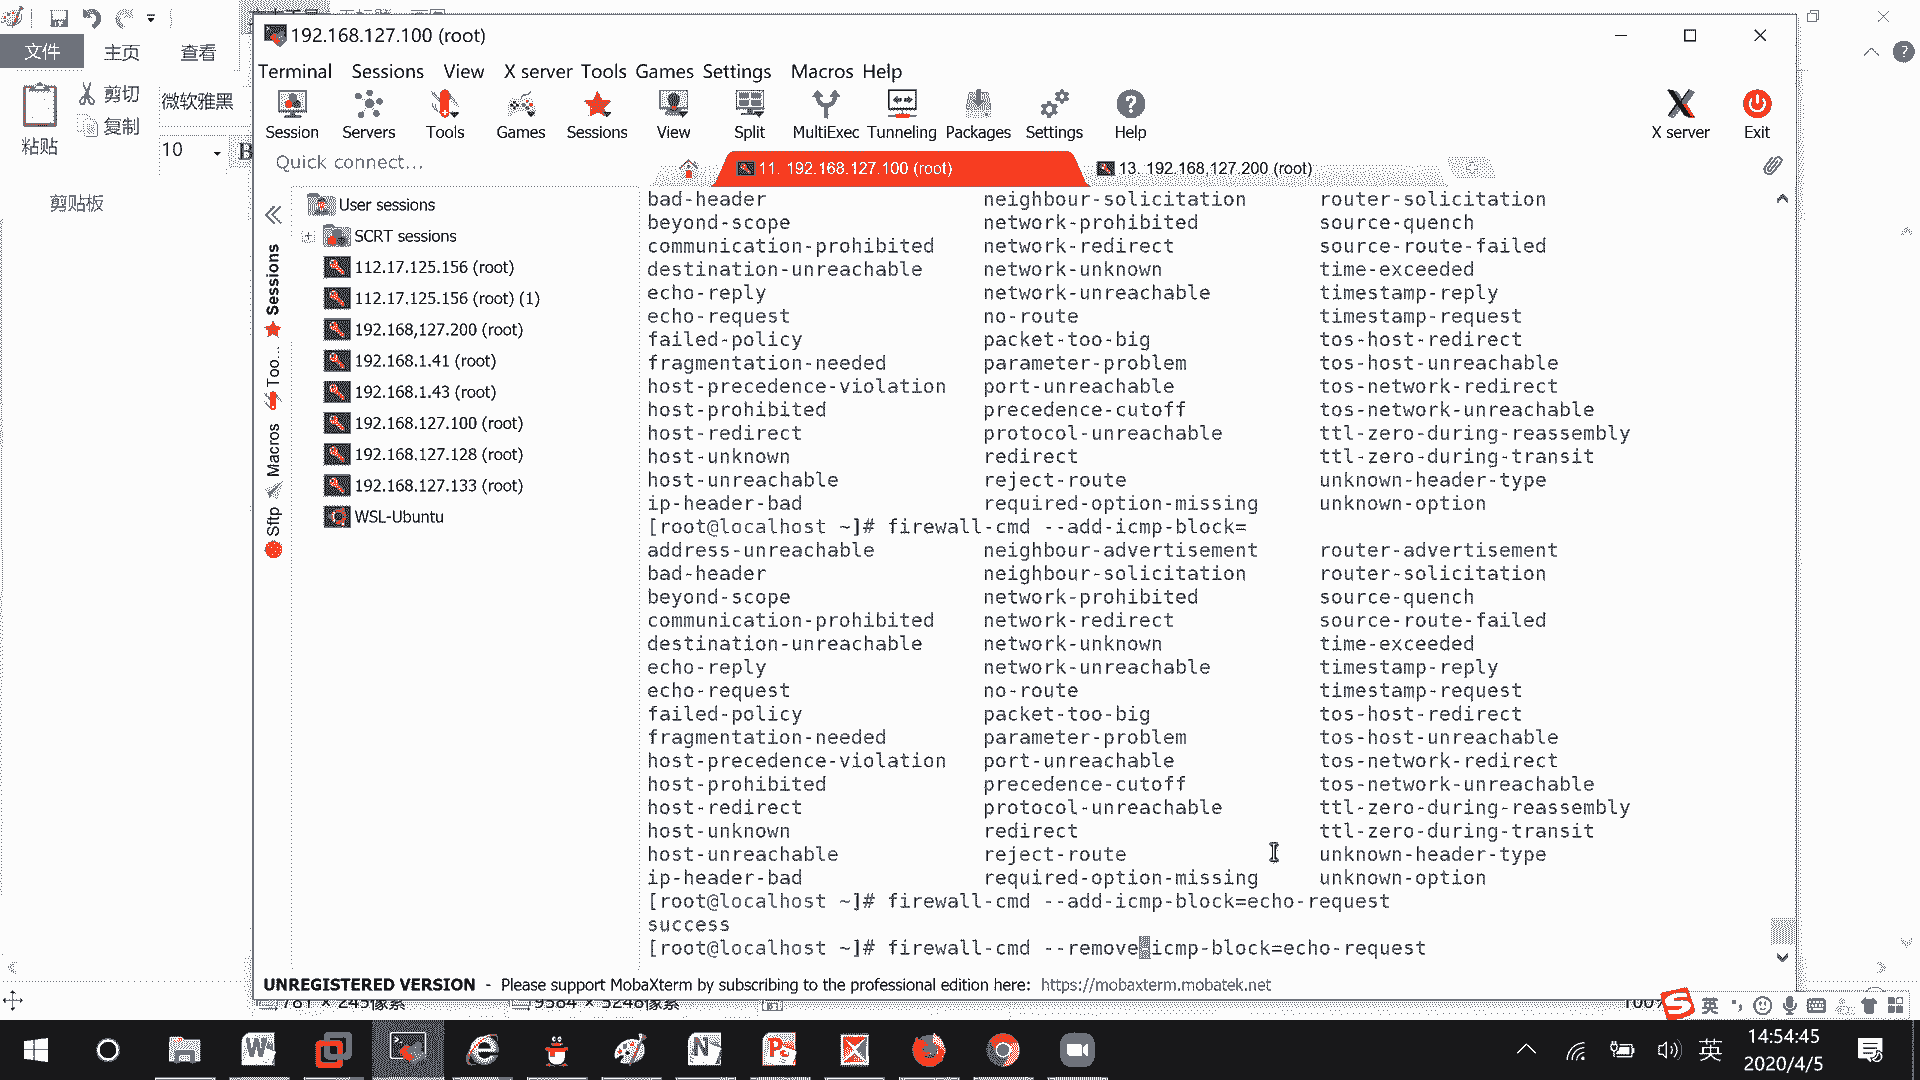 192.168.127.100 (root)
文件 主页 查看
Terminal Sessions View X server Tools Games Settings Macros Help
剪切
复制
粘贴
微软雅黑
10 B
剪贴板
Session Servers Tools Games Sessions View Split MultiExec Tunneling Packages Settings Help X server Exit
Quick connect...
11. 192.168.127.100 (root) 13. 192.168,127.200 (root)
Sessions
Too...
Macros
Sftp
User sessions
SCRT sessions
112.17.125.156 (root)
112.17.125.156 (root) (1)
192.168,127.200 (root)
192.168.1.41 (root)
192.168.1.43 (root)
192.168.127.100 (root)
192.168.127.128 (root)
192.168.127.133 (root)
WSL-Ubuntu
bad-header neighbour-solicitation router-solicitation
beyond-scope network-prohibited source-quench
communication-prohibited network-redirect source-route-failed
destination-unreachable network-unknown time-exceeded
echo-reply network-unreachable timestamp-reply
echo-request no-route timestamp-request
failed-policy packet-too-big tos-host-redirect
fragmentation-needed parameter-problem tos-host-unreachable
host-precedence-violation port-unreachable tos-network-redirect
host-prohibited precedence-cutoff tos-network-unreachable
host-redirect protocol-unreachable ttl-zero-during-reassembly
host-unknown redirect ttl-zero-during-transit
host-unreachable reject-route unknown-header-type
ip-header-bad required-option-missing unknown-option
[root@localhost ~]# firewall-cmd --add-icmp-block=
address-unreachable neighbour-advertisement router-advertisement
bad-header neighbour-solicitation router-solicitation
beyond-scope network-prohibited source-quench
communication-prohibited network-redirect source-route-failed
destination-unreachable network-unknown time-exceeded
echo-reply network-unreachable timestamp-reply
echo-request no-route timestamp-request
failed-policy packet-too-big tos-host-redirect
fragmentation-needed parameter-problem tos-host-unreachable
host-precedence-violation port-unreachable tos-network-redirect
host-prohibited precedence-cutoff tos-network-unreachable
host-redirect protocol-unreachable ttl-zero-during-reassembly
host-unknown redirect ttl-zero-during-transit
host-unreachable reject-route unknown-header-type
ip-header-bad required-option-missing unknown-option
[root@localhost ~]# firewall-cmd --add-icmp-block=echo-request
success
[root@localhost ~]# firewall-cmd --remove-icmp-block=echo-request
UNREGISTERED VERSION - Please support MobaXterm by subscribing to the professional edition here: https://mobaxterm.mobatek.net
781 × 245像素 9584 × 5248像素 100%
英
英
14:54:45
2020/4/5